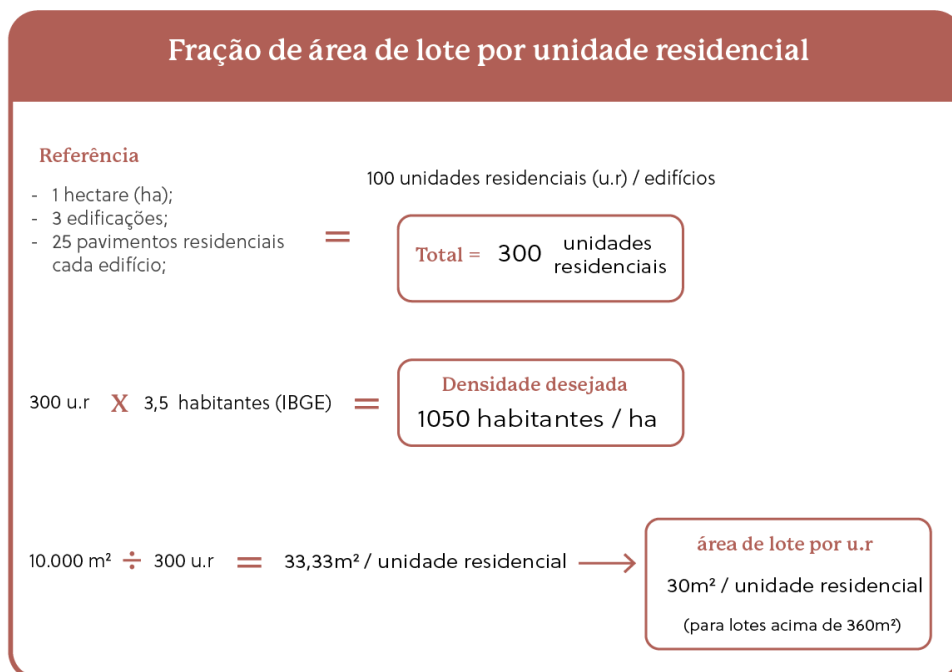 Fração de área de lote por unidade residencial
Referência
- 1 hectare (ha);
- 3 edificações;
- 25 pavimentos residenciais
cada edifício;
=
100 unidades residenciais (u.r) / edifícios
Total = 300 unidades
residenciais
300 u.r X 3,5 habitantes (IBGE) =
Densidade desejada
1050 habitantes / ha
10.000 m² ÷ 300 u.r = 33,33m² / unidade residencial →
área de lote por u.r
30m² / unidade residencial
(para lotes acima de 360m²)